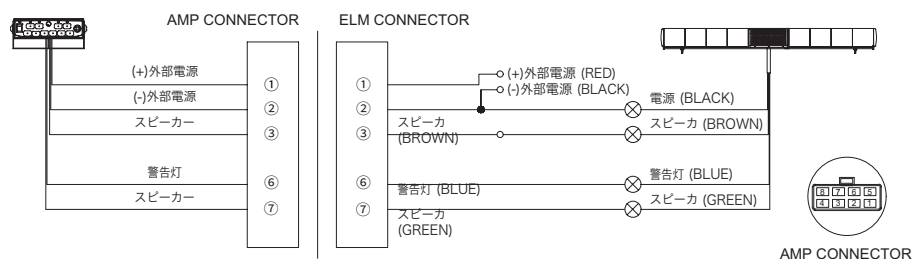 AMP CONNECTOR
ELM CONNECTOR
(+)外部電源
①
①
(+)外部電源 (RED)
(-)外部電源 (BLACK)
(-)外部電源
②
②
電源 (BLACK)
スピーカー
③
スピーカ
(BROWN)
③
スピーカ (BROWN)
警告灯
⑥
⑥
警告灯 (BLUE)
警告灯 (BLUE)
スピーカー
⑦
⑦
スピーカ
(GREEN)
スピーカ (GREEN)
8 7 6 5
4 3 2 1
AMP CONNECTOR